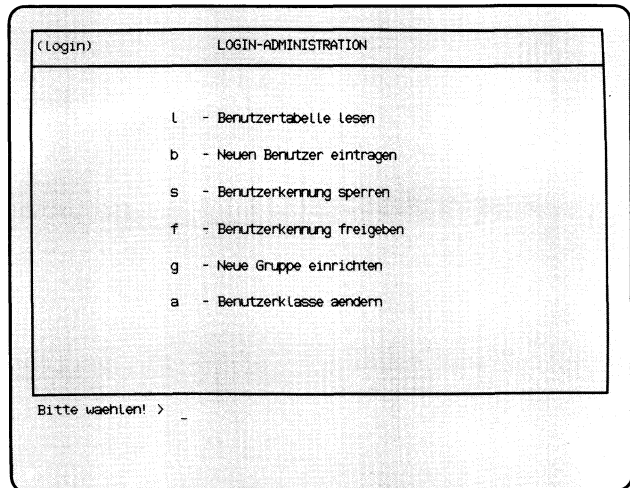 (login) LOGIN-ADMINISTRATION
l - Benutzertabelle lesen
b - Neuen Benutzer eintragen
s - Benutzerkennung sperren
f - Benutzerkennung freigeben
g - Neue Gruppe einrichten
a - Benutzerklasse aendern
Bitte waehlen! > _